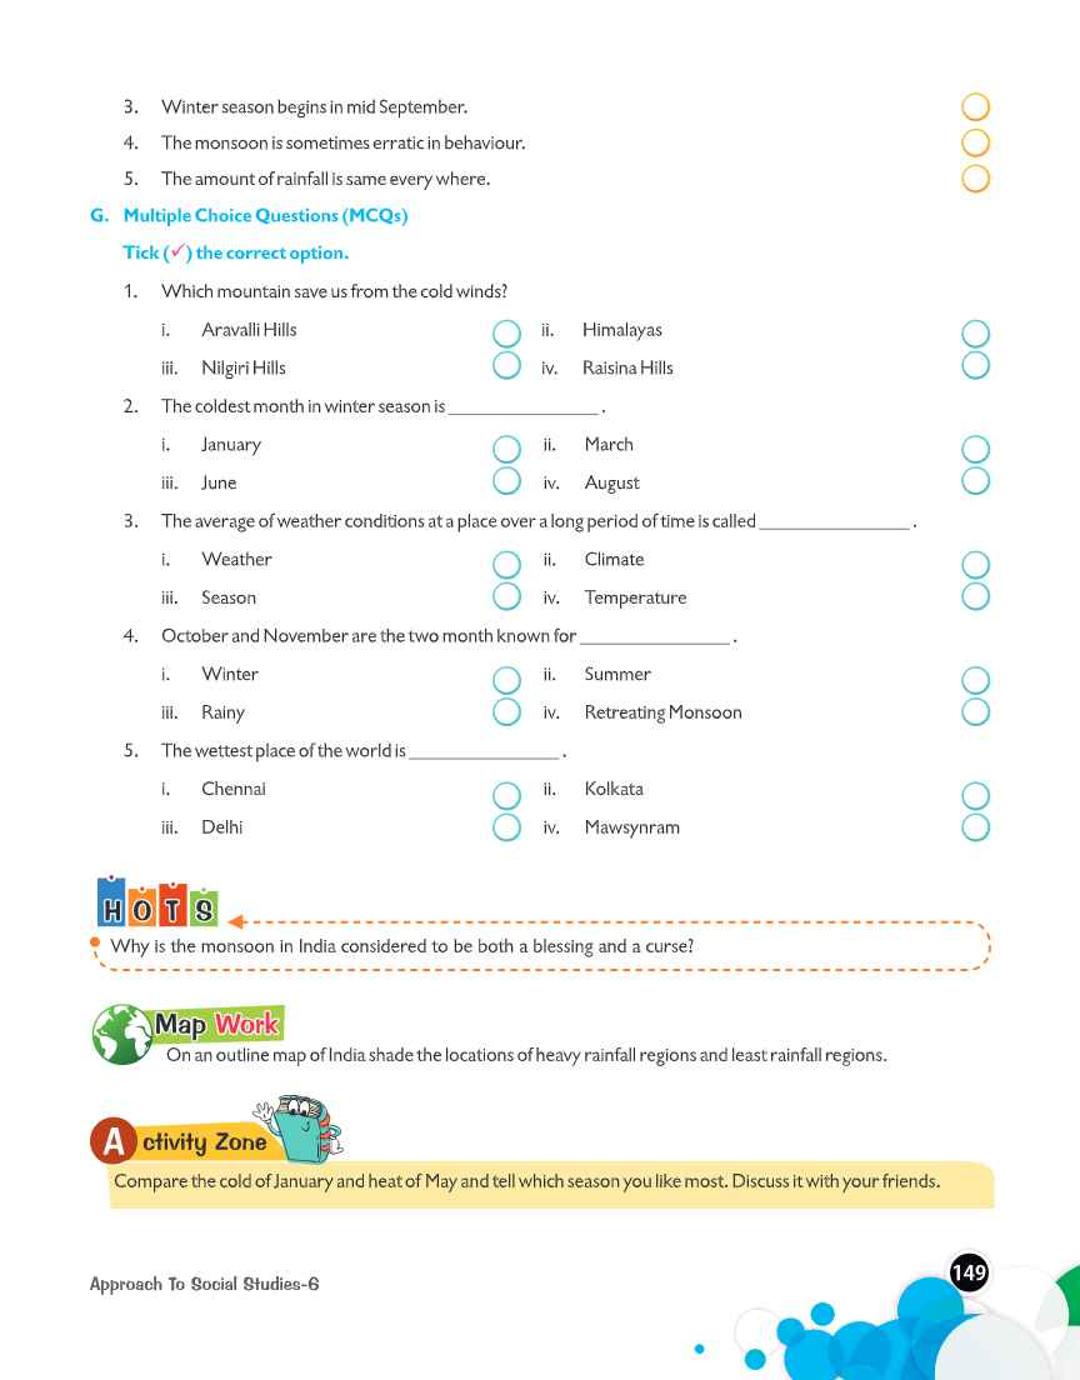 3. Winter season begins in mid September.
4. The monsoon is sometimes erratic in behaviour.
5. The amount of rainfall is same every where.
G. Multiple Choice Questions (MCQs)
Tick (✓) the correct option.
1. Which mountain save us from the cold winds?
i. Aravalli Hills ii. Himalayas
iii. Nilgiri Hills iv. Raisina Hills
2. The coldest month in winter season is _______________ .
i. January ii. March
iii. June iv. August
3. The average of weather conditions at a place over a long period of time is called _______________ .
i. Weather ii. Climate
iii. Season iv. Temperature
4. October and November are the two month known for _______________ .
i. Winter ii. Summer
iii. Rainy iv. Retreating Monsoon
5. The wettest place of the world is _______________ .
i. Chennai ii. Kolkata
iii. Delhi iv. Mawsynram
HOTS
Why is the monsoon in India considered to be both a blessing and a curse?
Map Work
On an outline map of India shade the locations of heavy rainfall regions and least rainfall regions.
Activity Zone
Compare the cold of January and heat of May and tell which season you like most. Discuss it with your friends.
Approach To Social Studies-6
149